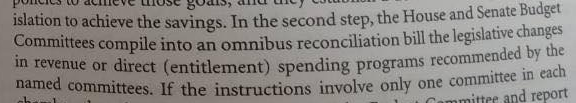 policies to achieve those goals, and they
islation to achieve the savings. In the second step, the House and Senate Budget
Committees compile into an omnibus reconciliation bill the legislative changes
in revenue or direct (entitlement) spending programs recommended by the
named committees. If the instructions involve only one committee in each
Committee and report